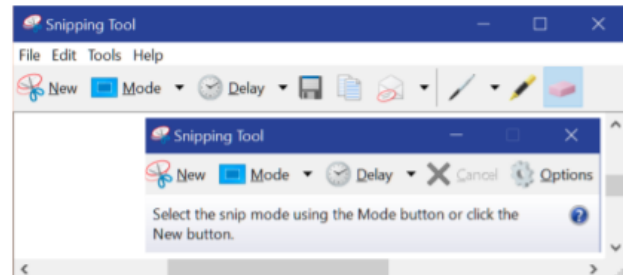 Snipping Tool
File Edit Tools Help
New Mode Delay
Snipping Tool
New Mode Delay Cancel Options
Select the snip mode using the Mode button or click the
New button.